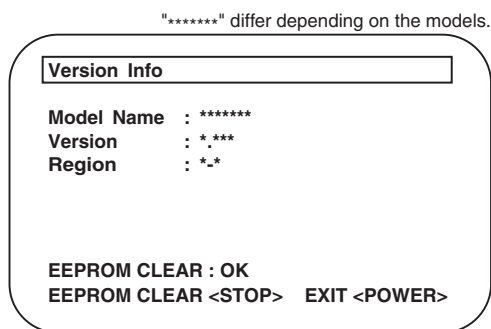 "*******" differ depending on the models.
Version Info
Model Name : *******
Version : *.***
Region : *-*
EEPROM CLEAR : OK
EEPROM CLEAR <STOP> EXIT <POWER>